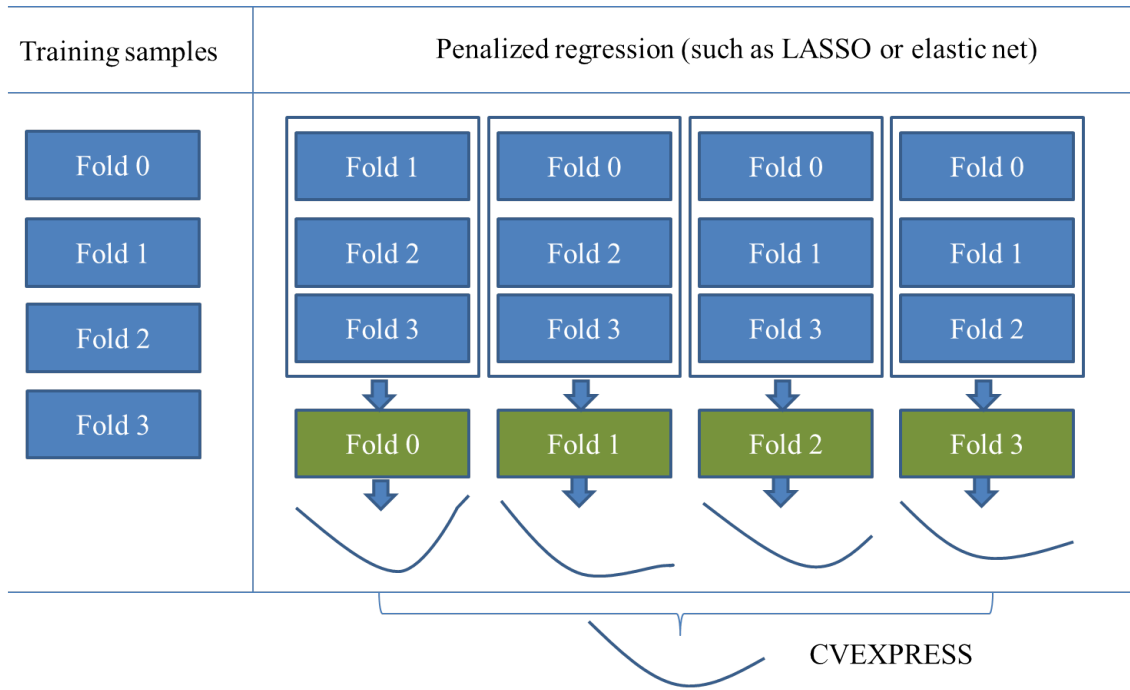 Training samples
Penalized regression (such as LASSO or elastic net)
Fold 0
Fold 1
Fold 2
Fold 3
Fold 1
Fold 2
Fold 3
Fold 0
Fold 0
Fold 2
Fold 3
Fold 1
Fold 0
Fold 1
Fold 3
Fold 2
Fold 0
Fold 1
Fold 2
Fold 3
CVEXPRESS